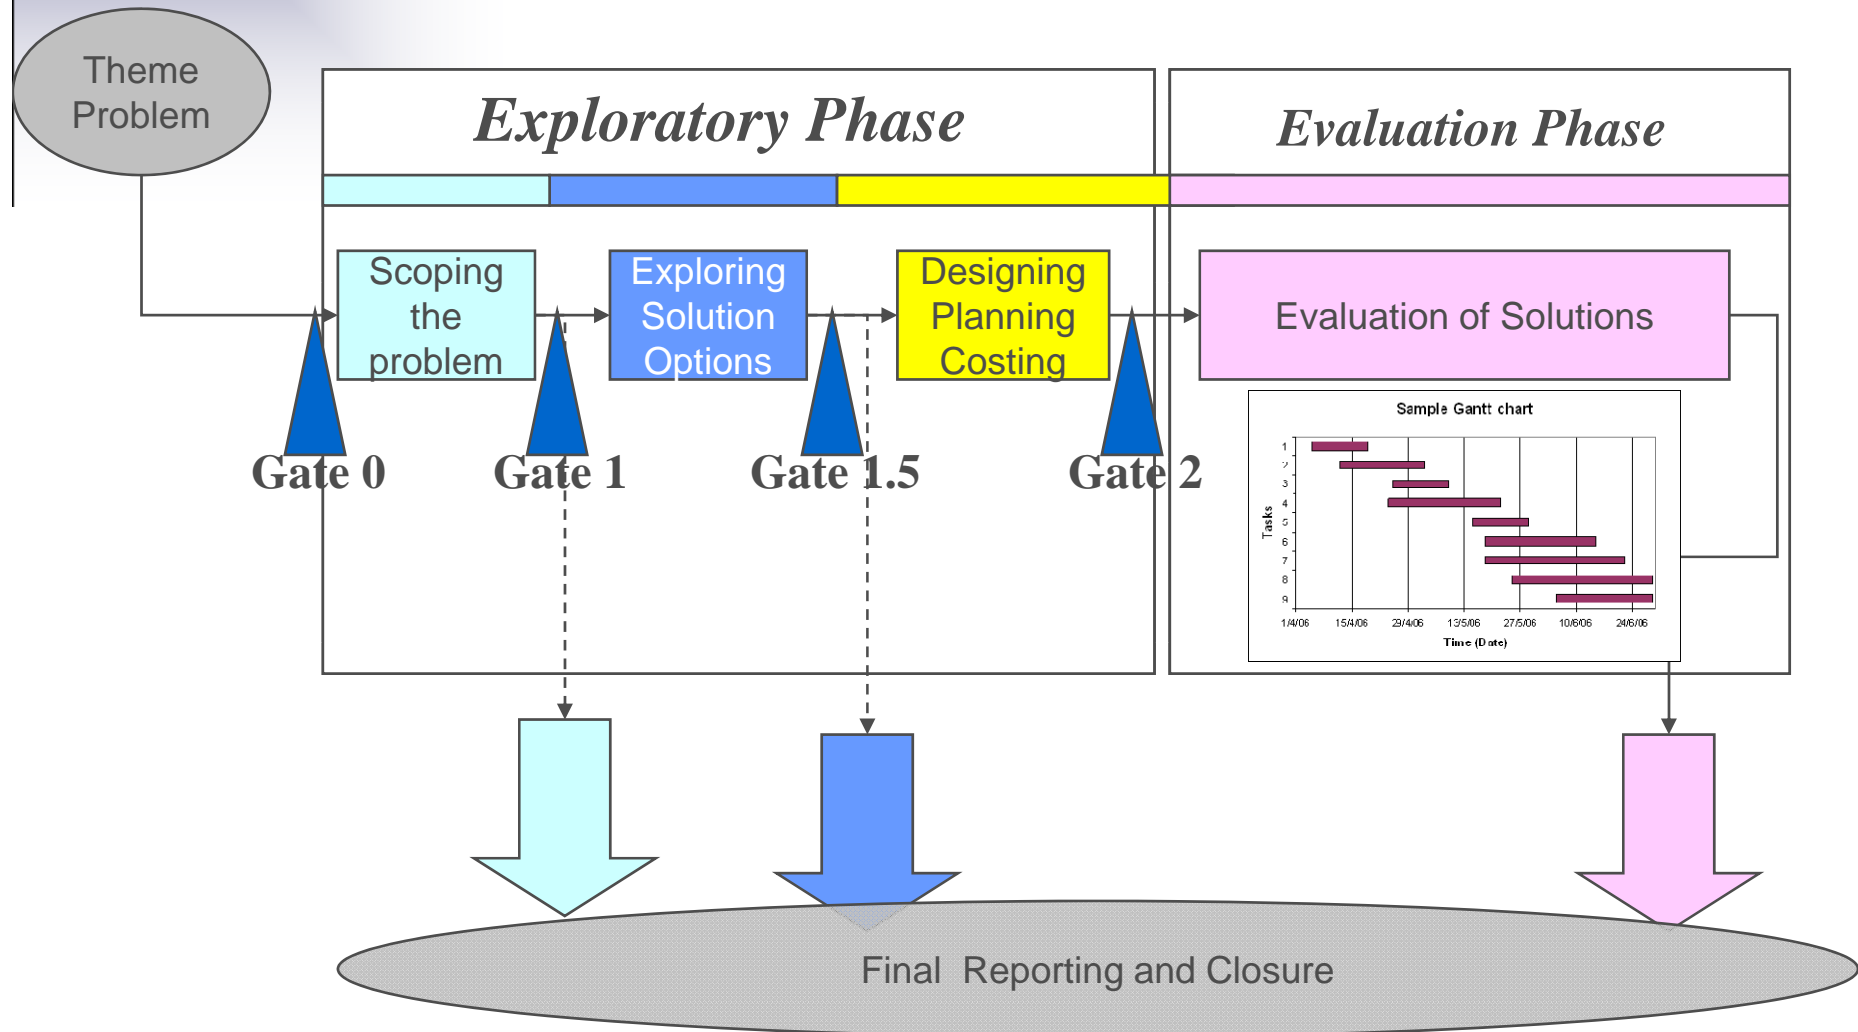 Theme
Problem
Exploratory Phase
Evaluation Phase
Scoping
the
problem
Exploring
Solution
Options
Designing
Planning
Costing
Evaluation of Solutions
Gate 0
Gate 1
Gate 1.5
Gate 2
Sample Gantt chart
Tasks
1
2
3
4
5
6
7
8
9
1/4/06
15/4/06
29/4/06
13/5/06
27/5/06
10/6/06
24/6/06
Time (Date)
Final Reporting and Closure